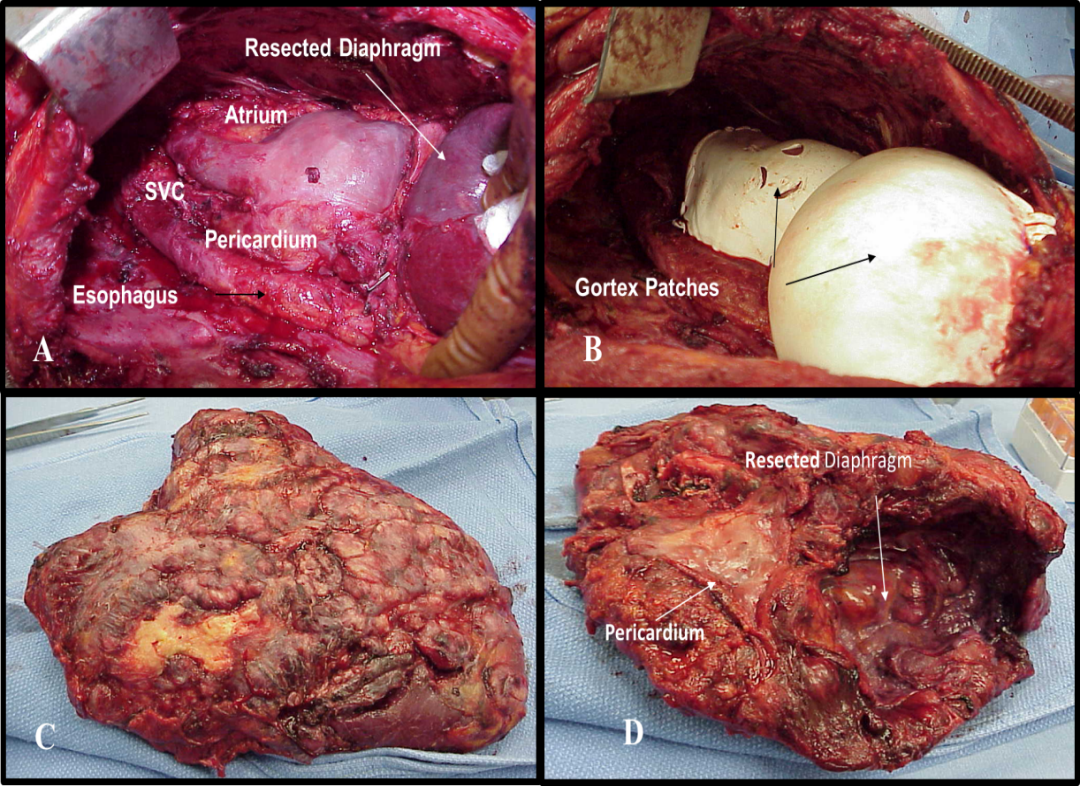 Resected Diaphragm
Atrium
SVC
Pericardium
Esophagus
A
Gortex Patches
B
C
Resected Diaphragm
Pericardium
D